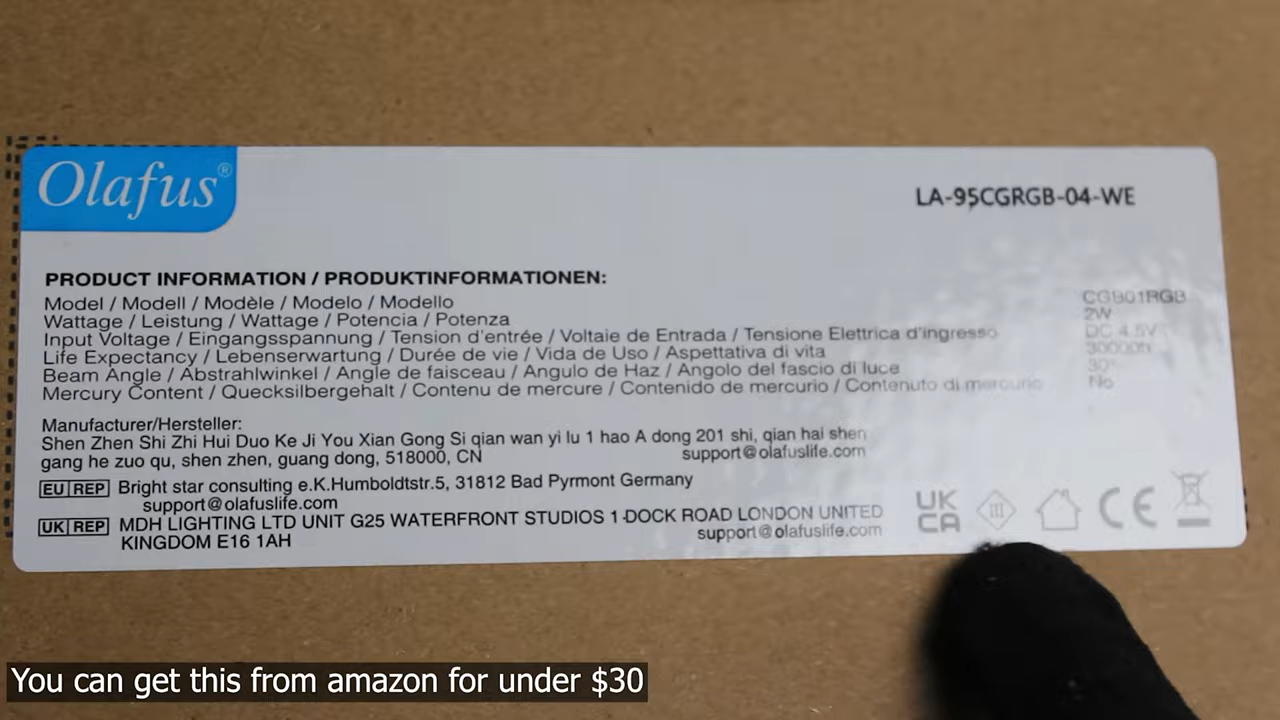 Olafus®
LA-95CGRGB-04-WE
PRODUCT INFORMATION / PRODUKTINFORMATIONEN:
Model / Modell / Modèle / Modelo / Modello CGB01RGB
Wattage / Leistung / Wattage / Potencia / Potenza 2W
Input Voltage / Eingangsspannung / Tension d'entrée / Voltaie de Entrada / Tensione Elettrica d'ingresso DC 4.5V
Life Expectancy / Lebenserwartung / Durée de vie / Vida de Uso / Aspettativa di vita 30000h
Beam Angle / Abstrahlwinkel / Angle de faisceau / Angulo de Haz / Angolo del fascio di luce 30°
Mercury Content / Quecksilbergehalt / Contenu de mercure / Contenido de mercurio / Contenuto di mercurio No
Manufacturer/Hersteller:
Shen Zhen Shi Zhi Hui Duo Ke Ji You Xian Gong Si qian wan yi lu 1 hao A dong 201 shi, qian hai shen
gang he zuo qu, shen zhen, guang dong, 518000, CN support@olafuslife.com
EU REP Bright star consulting e.K.Humboldtstr.5, 31812 Bad Pyrmont Germany
support@olafuslife.com
UK REP MDH LIGHTING LTD UNIT G25 WATERFRONT STUDIOS 1 DOCK ROAD LONDON UNITED
KINGDOM E16 1AH support@olafuslife.com
UK
CA III CE
You can get this from amazon for under $30